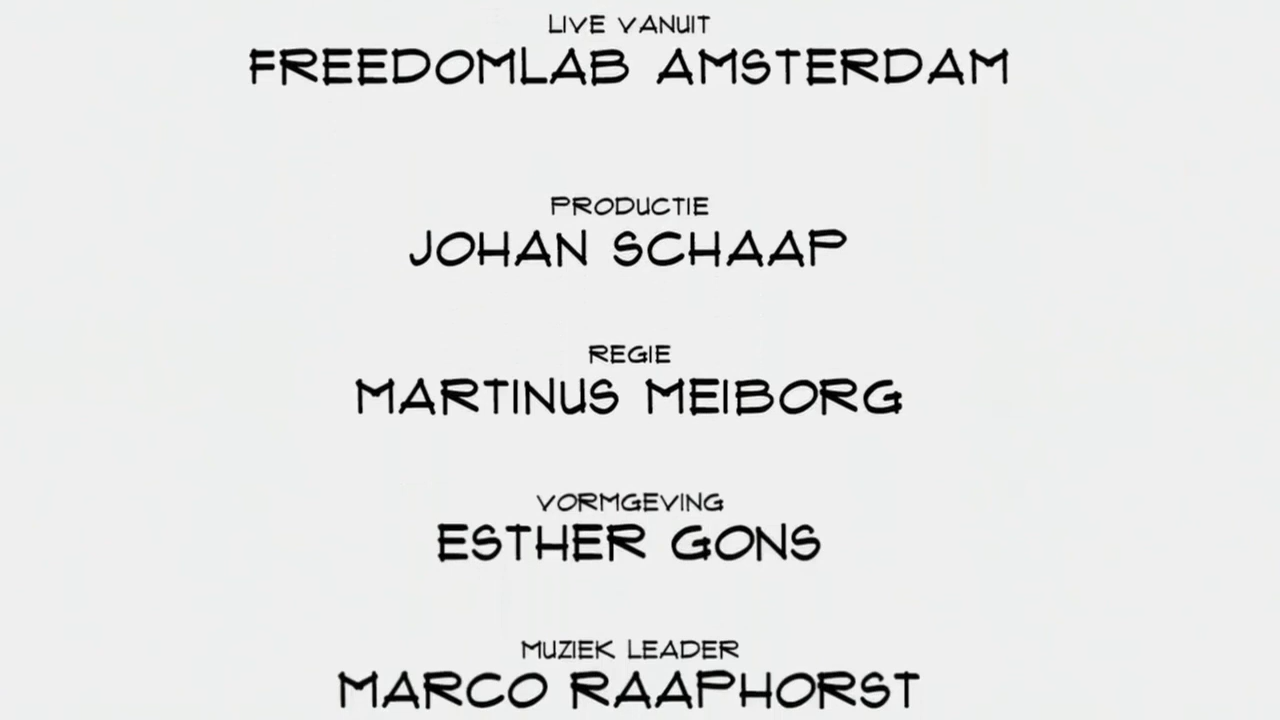 LIVE VANUIT
FREEDOMLAB AMSTERDAM
PRODUCTIE
JOHAN SCHAAP
REGIE
MARTINUS MEIBORG
VORMGEVING
ESTHER GONS
MUZIEK LEADER
MARCO RAAPHORST